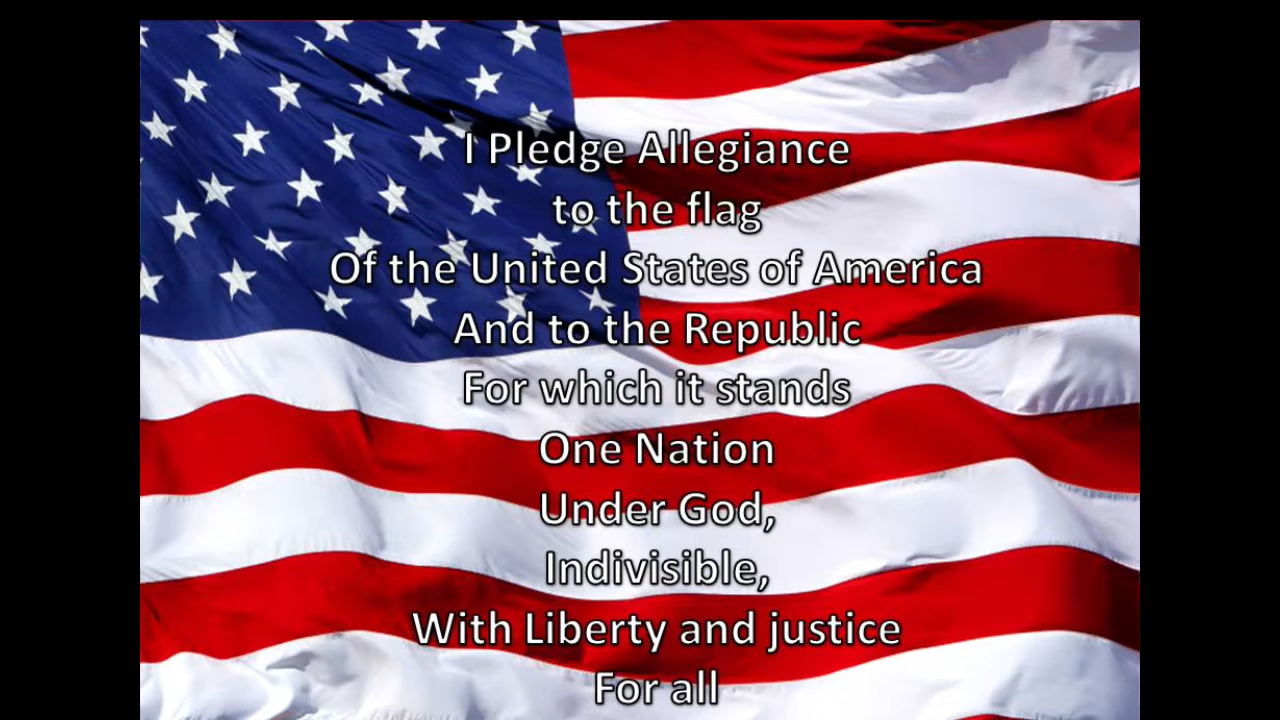 I Pledge Allegiance
to the flag
Of the United States of America
And to the Republic
For which it stands
One Nation
Under God,
Indivisible,
With Liberty and justice
For all